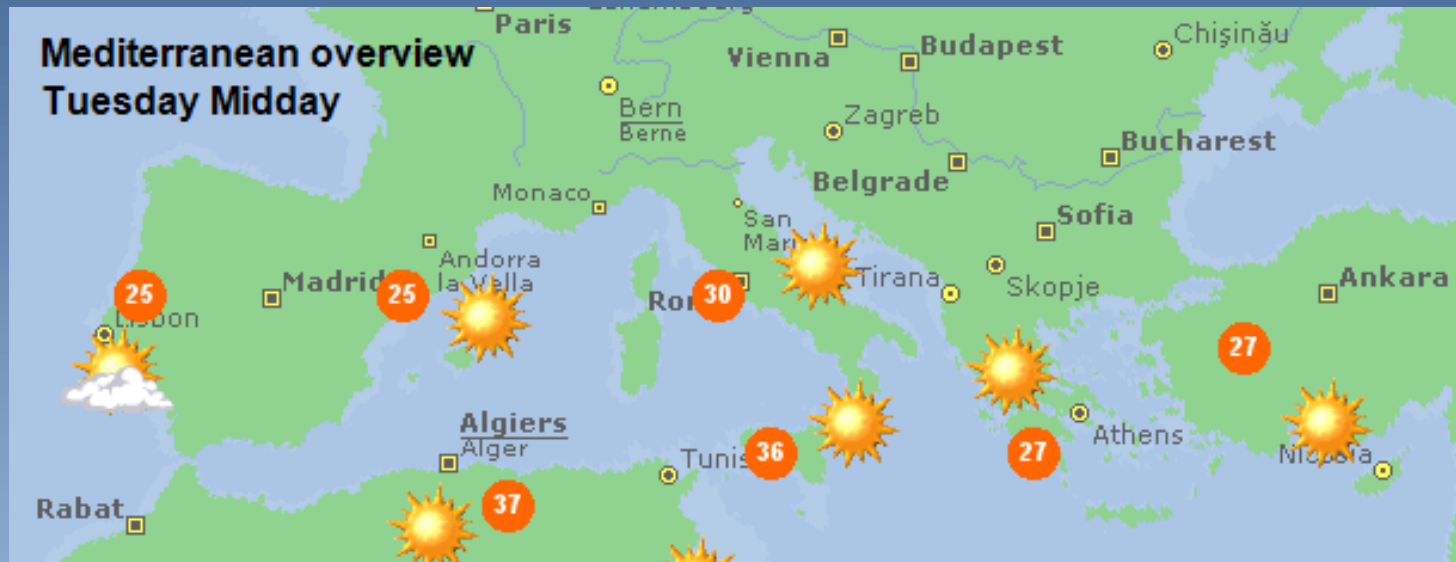 Mediterranean overview
Tuesday Midday
Paris
Vienna
Budapest
Chişinău
Bern
Berne
Zagreb
Bucharest
Belgrade
Monaco
San
Sofia
Andorra
la Vella
Madrid
Tirana
Skopje
Ankara
25
25
30
Lisbon
27
Algiers
Alger
Athens
Tunis
36
27
Rabat
37